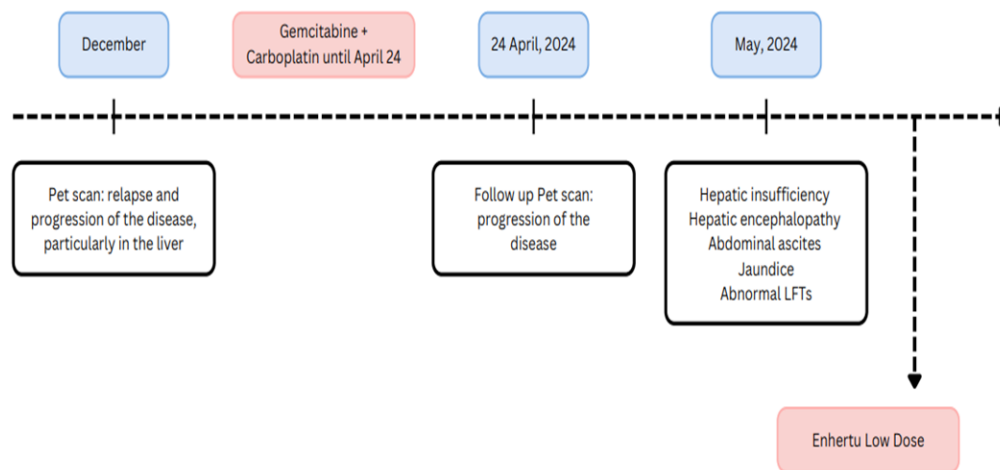 December
Gemcitabine +
Carboplatin until April 24
24 April, 2024
May, 2024
Pet scan: relapse and
progression of the disease,
particularly in the liver
Follow up Pet scan:
progression of the
disease
Hepatic insufficiency
Hepatic encephalopathy
Abdominal ascites
Jaundice
Abnormal LFTs
Enhertu Low Dose